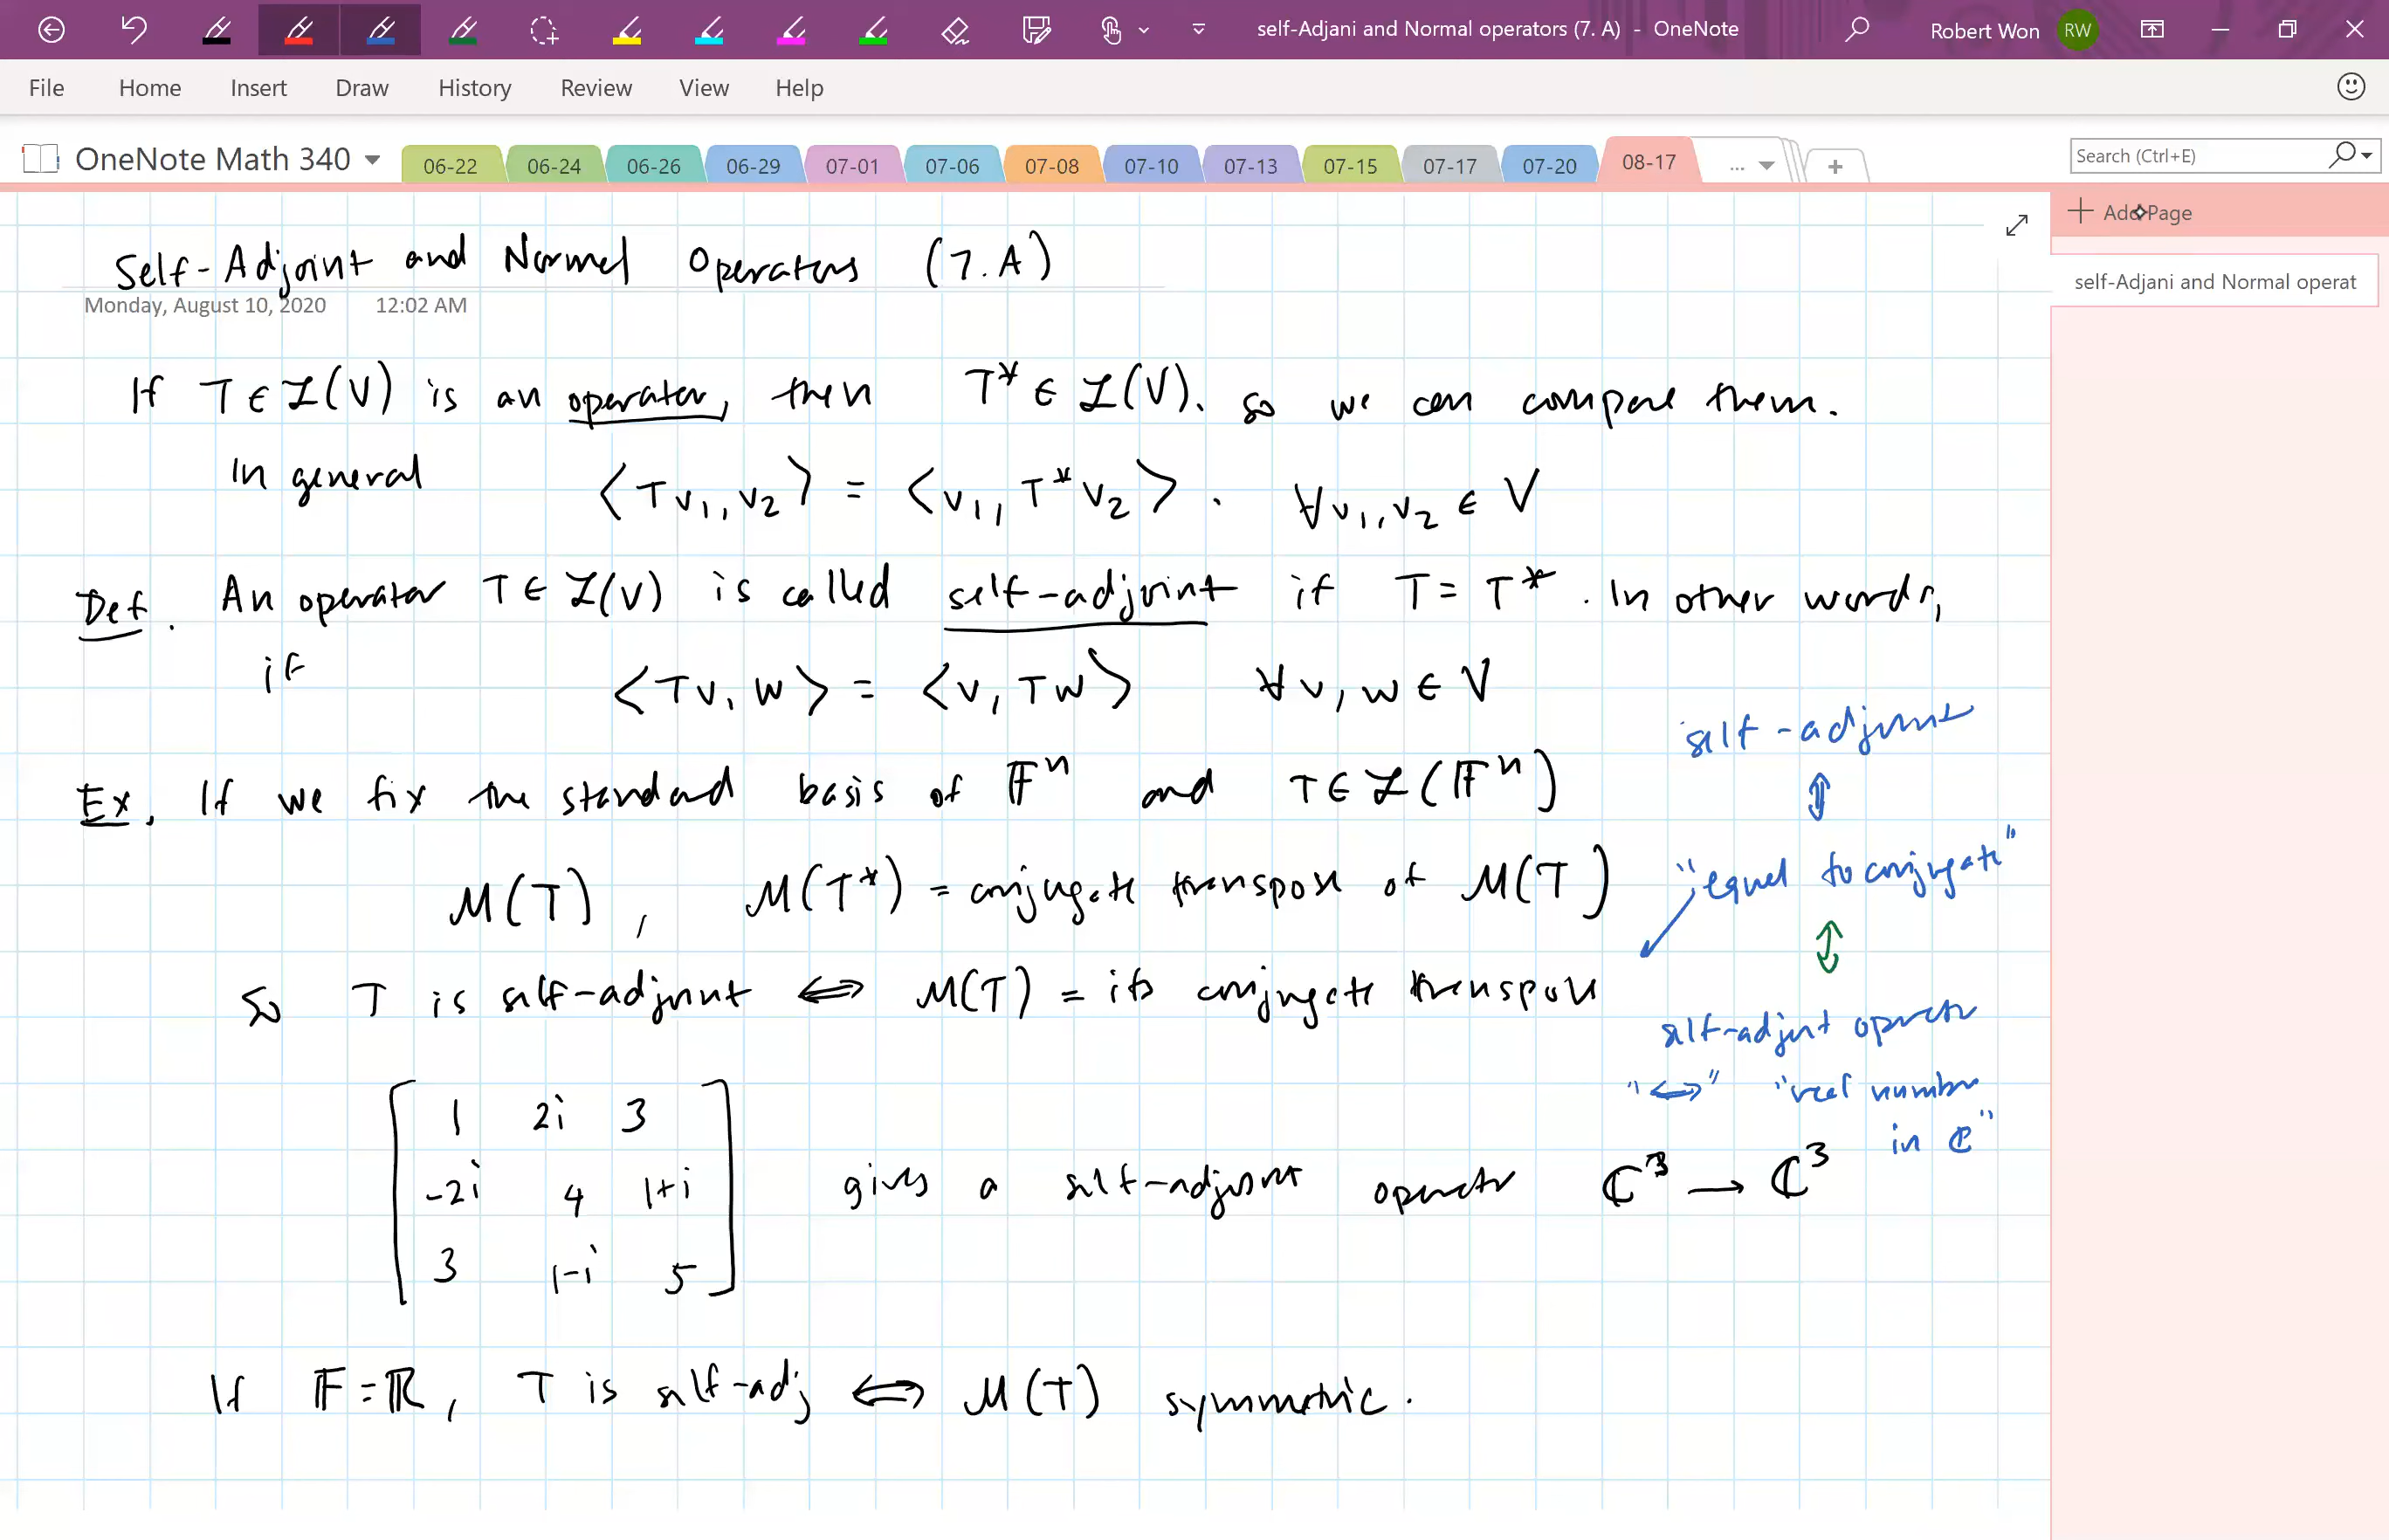 self-Adjani and Normal operators (7. A) - OneNote
Robert Won RW
File Home Insert Draw History Review View Help
OneNote Math 340
06-22 06-24 06-26 06-29 07-01 07-06 07-08 07-10 07-13 07-15 07-17 07-20 08-17 ... +
Search (Ctrl+E)
Add Page
self-Adjani and Normal operat
Self-Adjoint and Normal Operators (7.A)
Monday, August 10, 2020 12:02 AM
If T ∈ ℒ(V) is an operator, then T* ∈ ℒ(V). so we can compare them.
In general ⟨Tv₁, v₂⟩ = ⟨v₁, T*v₂⟩. ∀v₁, v₂ ∈ V
Def. An operator T ∈ ℒ(V) is called self-adjoint if T = T*. In other words,
if ⟨Tv, w⟩ = ⟨v, Tw⟩ ∀v, w ∈ V
Ex. If we fix the standard basis of 𝔽ⁿ and T ∈ ℒ(𝔽ⁿ)
M(T), M(T*) = conjugate transpose of M(T)
So T is self-adjoint ⟺ M(T) = its conjugate transpose
1 2i 3
-2i 4 1+i
3 1-i 5
gives a self-adjoint operator ℂ³ → ℂ³
If 𝔽 = ℝ, T is self-adj ⟺ M(T) symmetric.
self-adjoint
⇕
"equal to conjugate"
⇕
self-adjoint operator
"⟺" "real number
in ℂ"